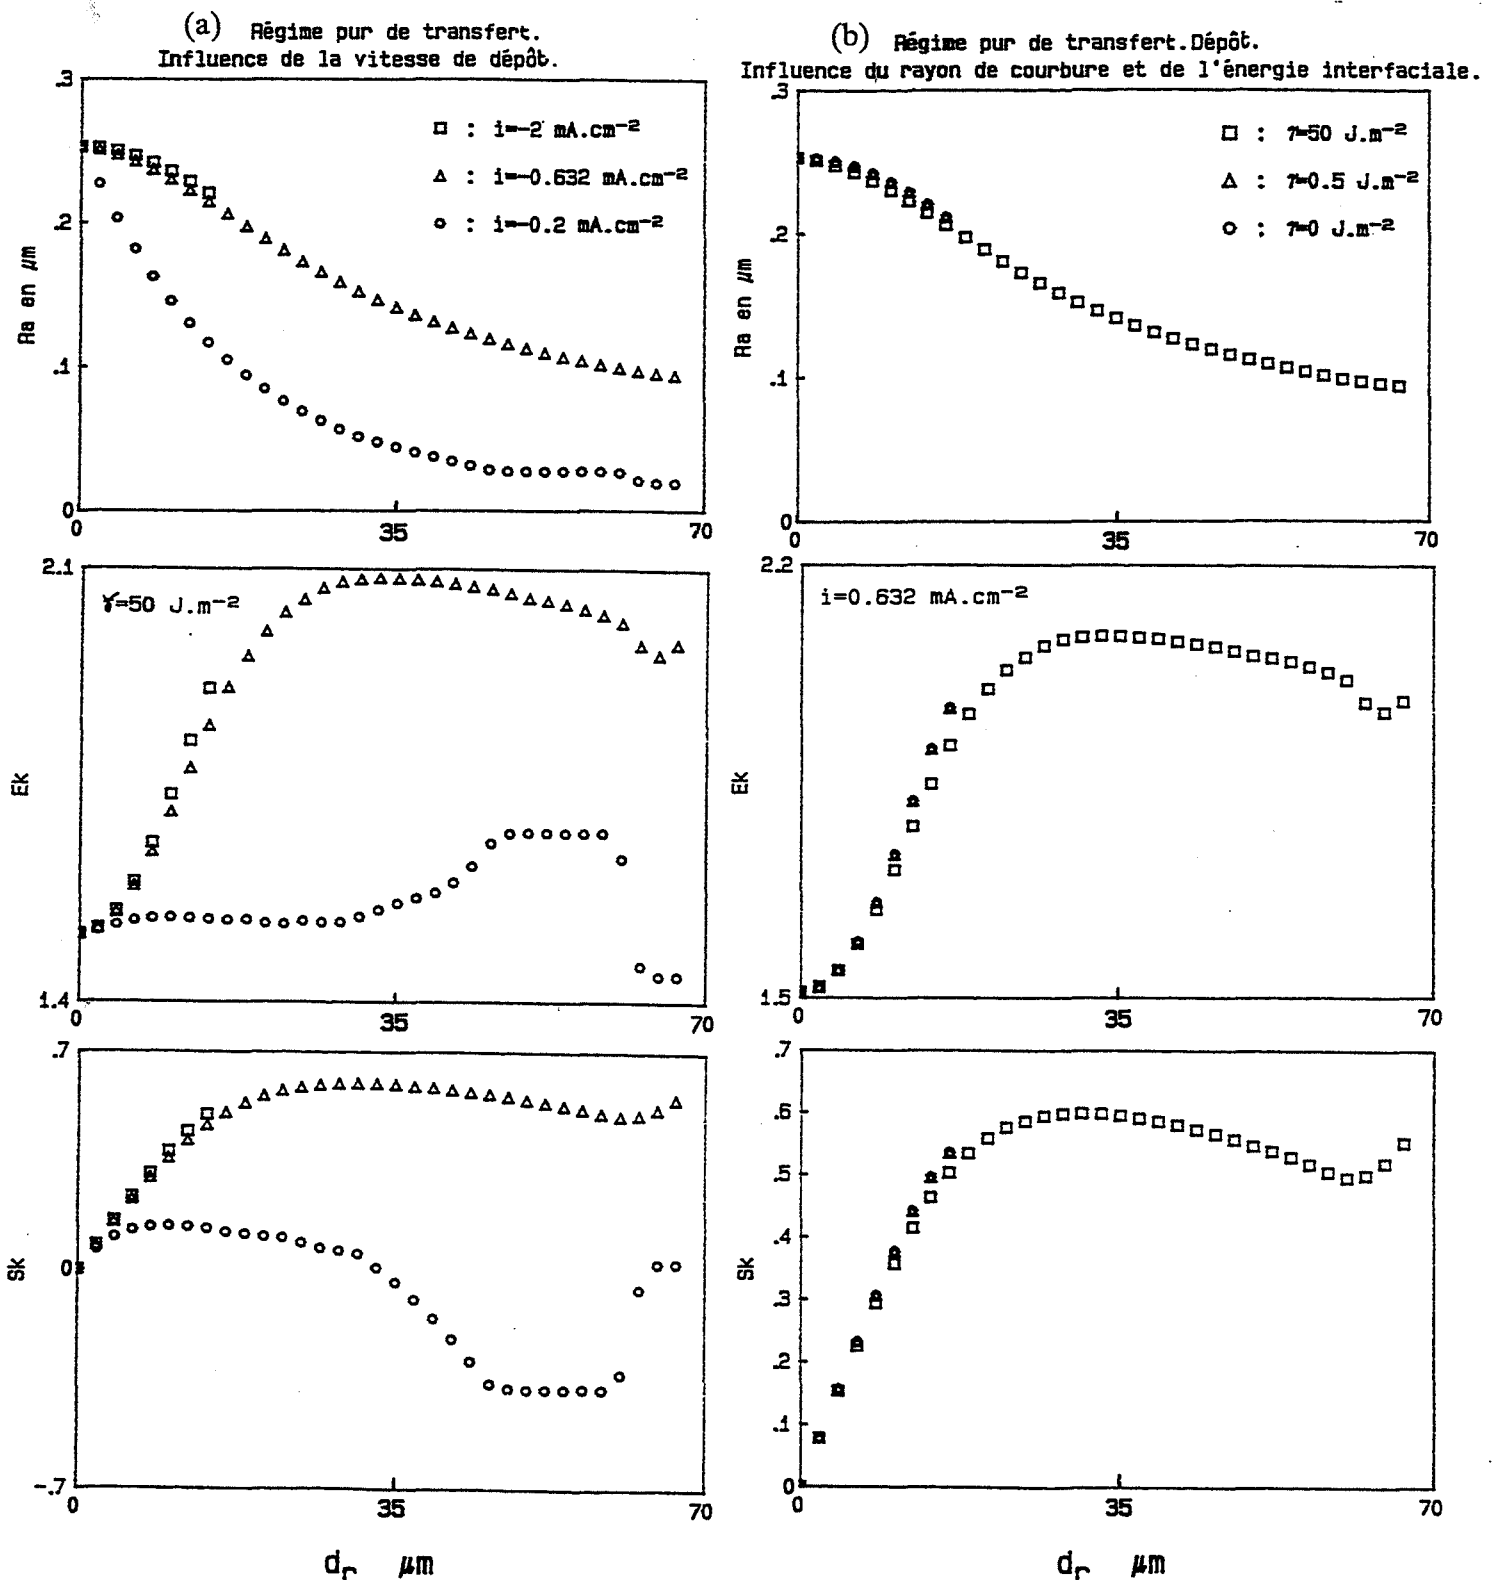 (a) Régime pur de transfert.
Influence de la vitesse de dépôt.
.3
□ : i=-2 mA.cm-2
△ : i=-0.632 mA.cm-2
○ : i=-0.2 mA.cm-2
.2
Ra en µm
.1
0
0 35 70
2.1
γ=50 J.m-2
Ek
1.4
0 35 70
.7
Sk
0
-.7
0 35 70
dr µm
(b) Régime pur de transfert.Dépôt.
Influence du rayon de courbure et de l'énergie interfaciale.
.3
□ : γ=50 J.m-2
△ : γ=0.5 J.m-2
○ : γ=0 J.m-2
.2
Ra en µm
.1
0
0 35 70
2.2
i=0.632 mA.cm-2
Ek
1.5
0 35 70
.7
.6
.5
.4
Sk
.3
.2
.1
0
0 35 70
dr µm